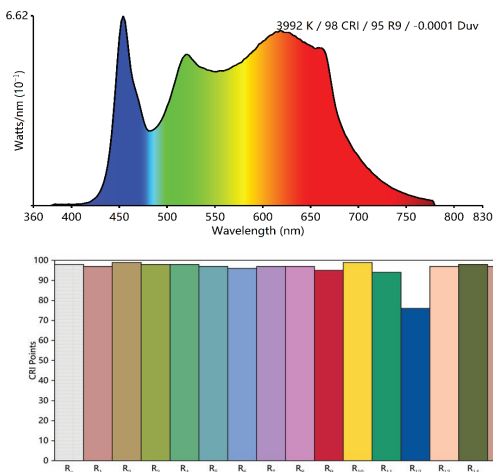 6.62
3992 K / 98 CRI / 95 R9 / -0.0001 Duv
Watts/nm (10⁻¹)
360 400 450 500 550 600 650 700 750 800 830
Wavelength (nm)
100
90
80
70
60
50
40
30
20
10
0
CRI Points